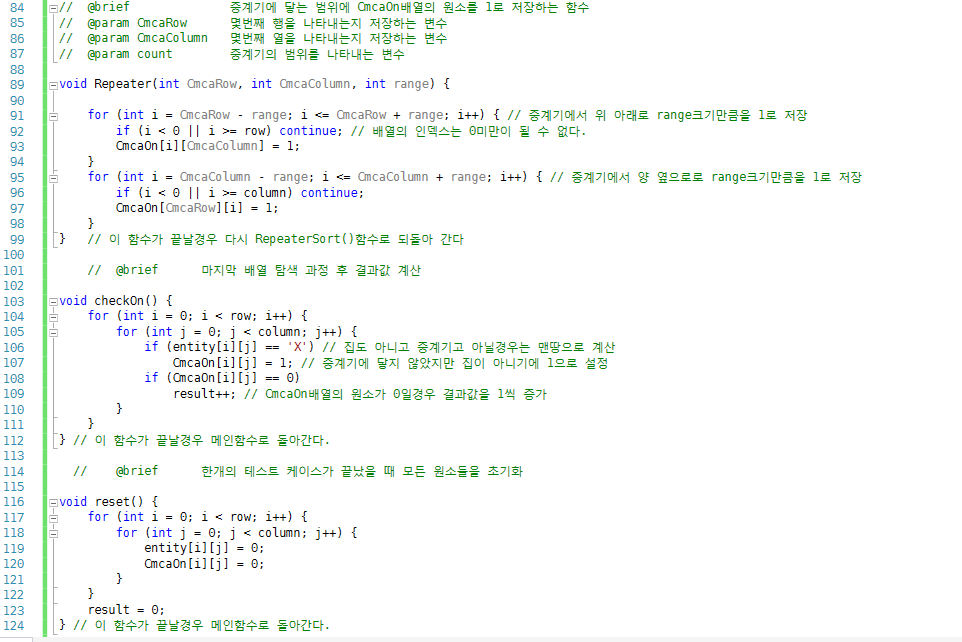 84 //  @brief          중계기에 닿는 범위에 CmcaOn배열의 원소를 1로 저장하는 함수
85 //  @param CmcaRow      몇번째 행을 나타내는지 저장하는 변수
86 //  @param CmcaColumn   몇번째 열을 나타내는지 저장하는 변수
87 //  @param count        중계기의 범위를 나타내는 변수
88
89 void Repeater(int CmcaRow, int CmcaColumn, int range) {
90
91     for (int i = CmcaRow - range; i <= CmcaRow + range; i++) { // 중계기에서 위 아래로 range크기만큼을 1로 저장
92         if (i < 0 || i >= row) continue; // 배열의 인덱스는 0미만이 될 수 없다.
93         CmcaOn[i][CmcaColumn] = 1;
94     }
95     for (int i = CmcaColumn - range; i <= CmcaColumn + range; i++) { // 중계기에서 양 옆으로로 range크기만큼을 1로 저장
96         if (i < 0 || i >= column) continue;
97         CmcaOn[CmcaRow][i] = 1;
98     }
99 }   // 이 함수가 끝날경우 다시 RepeaterSort()함수로 되돌아 간다
100
101     //  @brief      마지막 배열 탐색 과정 후 결과값 계산
102
103 void checkOn() {
104     for (int i = 0; i < row; i++) {
105         for (int j = 0; j < column; j++) {
106             if (entity[i][j] == 'X') // 집도 아니고 중계기고 아닐경우는 맨땅으로 계산
107                 CmcaOn[i][j] = 1; // 중계기에 닿지 않았지만 집이 아니기에 1으로 설정
108             if (CmcaOn[i][j] == 0)
109                 result++; // CmcaOn배열의 원소가 0일경우 결과값을 1씩 증가
110         }
111     }
112 } // 이 함수가 끝날경우 메인함수로 돌아간다.
113
114   //    @brief      한개의 테스트 케이스가 끝났을 때 모든 원소들을 초기화
115
116 void reset() {
117     for (int i = 0; i < row; i++) {
118         for (int j = 0; j < column; j++) {
119             entity[i][j] = 0;
120             CmcaOn[i][j] = 0;
121         }
122     }
123     result = 0;
124 } // 이 함수가 끝날경우 메인함수로 돌아간다.